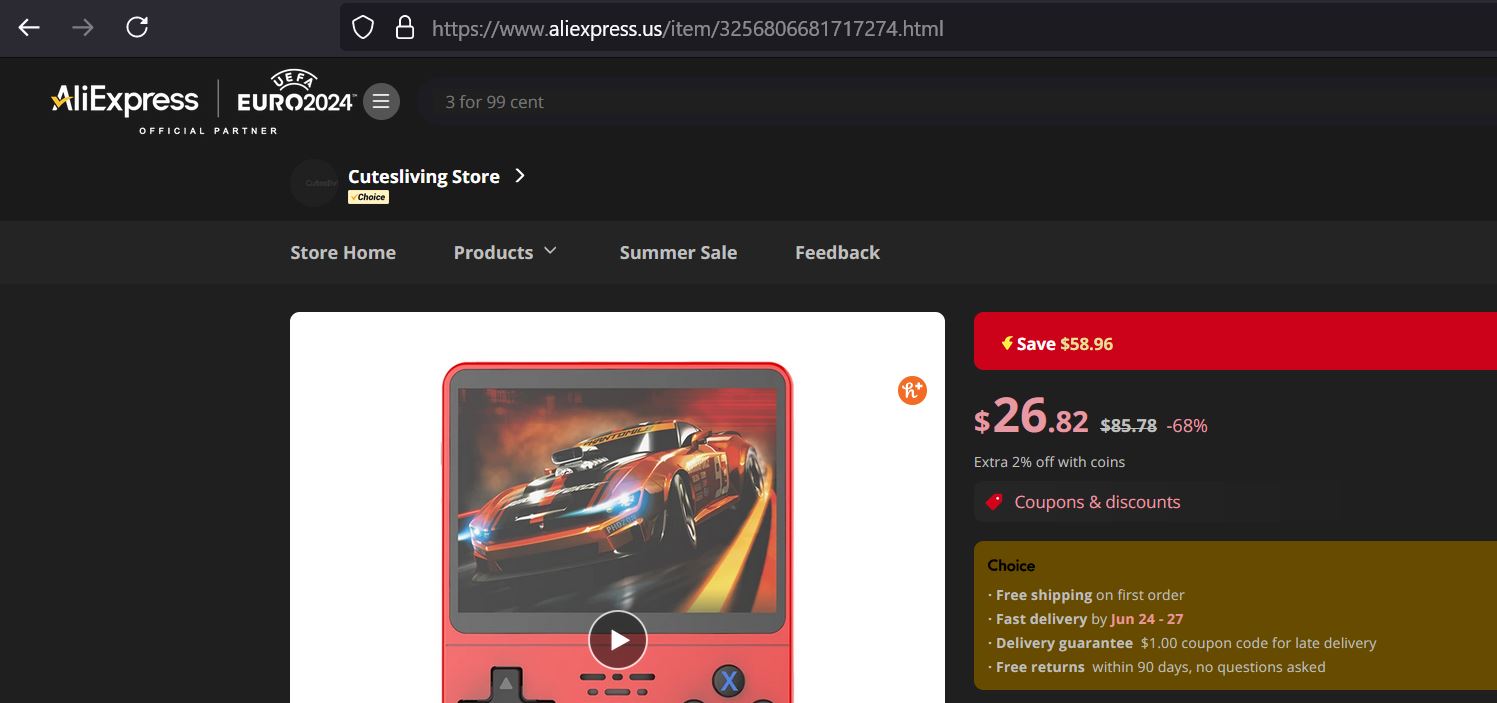 https://www.aliexpress.us/item/3256806681717274.html
AliExpress
UEFA
EURO2024™
OFFICIAL PARTNER
3 for 99 cent
Cutesliving Store
Choice
Store Home Products Summer Sale Feedback
Save $58.96
$26.82 $85.78 -68%
Extra 2% off with coins
Coupons & discounts
Choice
· Free shipping on first order
· Fast delivery by Jun 24 - 27
· Delivery guarantee $1.00 coupon code for late delivery
· Free returns within 90 days, no questions asked
PHANTOMILE
X